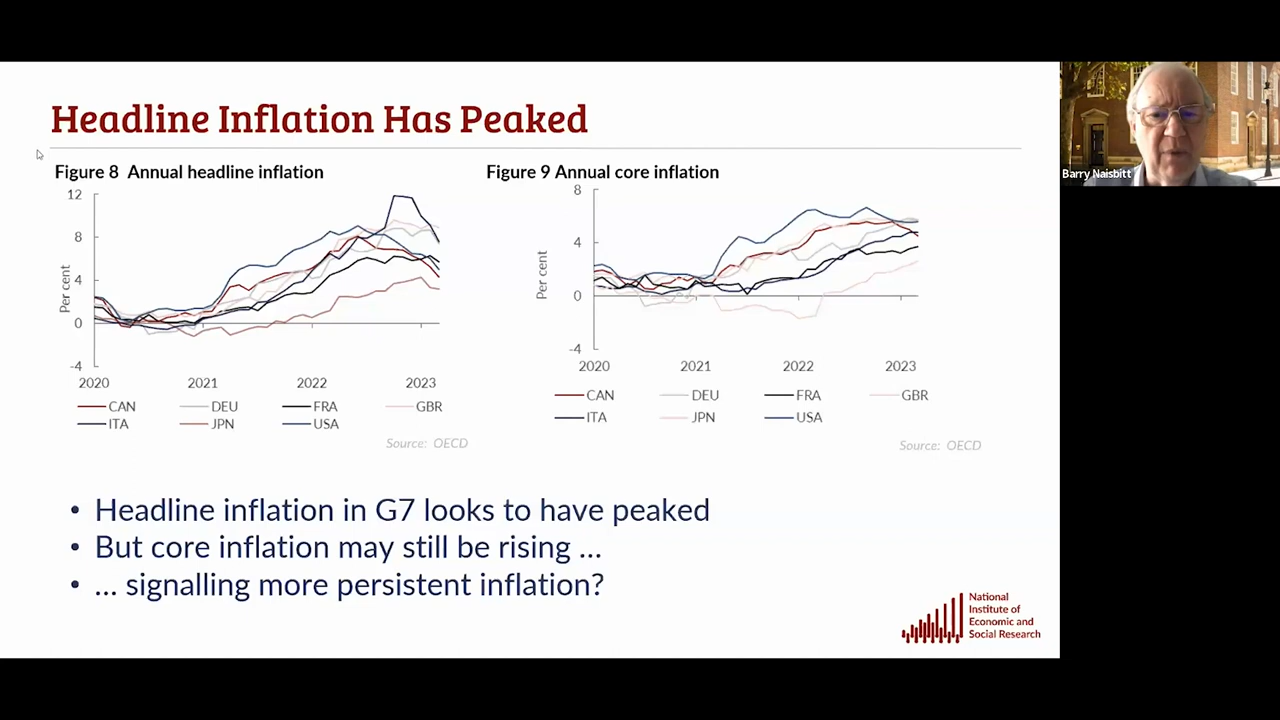 Headline Inflation Has Peaked
Barry Naisbitt
Figure 8 Annual headline inflation
12
8
4
0
-4
Per cent
2020 2021 2022 2023
CAN DEU FRA GBR
ITA JPN USA
Source: OECD
Figure 9 Annual core inflation
8
4
0
-4
Per cent
2020 2021 2022 2023
CAN DEU FRA GBR
ITA JPN USA
Source: OECD
• Headline inflation in G7 looks to have peaked
• But core inflation may still be rising ...
• ... signalling more persistent inflation?
National
Institute of
Economic and
Social Research